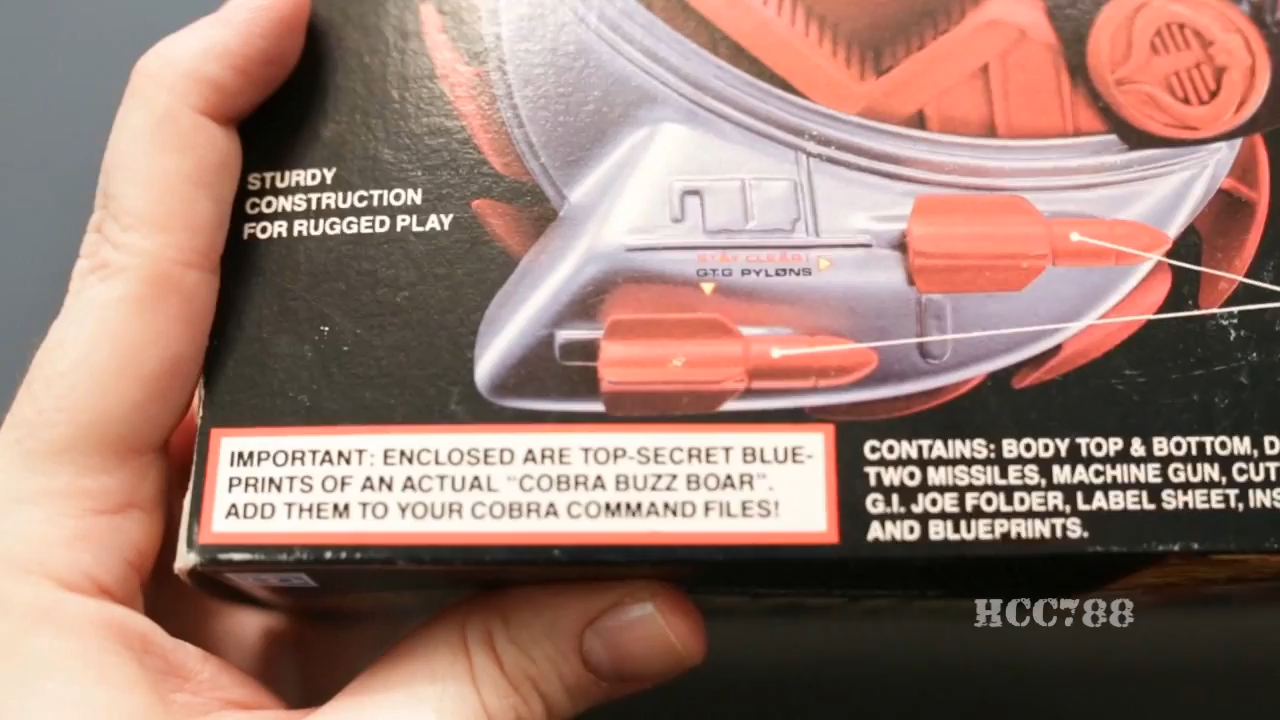 STURDY
CONSTRUCTION
FOR RUGGED PLAY
STAY CLEAR!
GTG PYLØNS
IMPORTANT: ENCLOSED ARE TOP-SECRET BLUE-
PRINTS OF AN ACTUAL "COBRA BUZZ BOAR".
ADD THEM TO YOUR COBRA COMMAND FILES!
CONTAINS: BODY TOP & BOTTOM,
TWO MISSILES, MACHINE GUN, CUT
G.I. JOE FOLDER, LABEL SHEET, INS
AND BLUEPRINTS.
HCC788